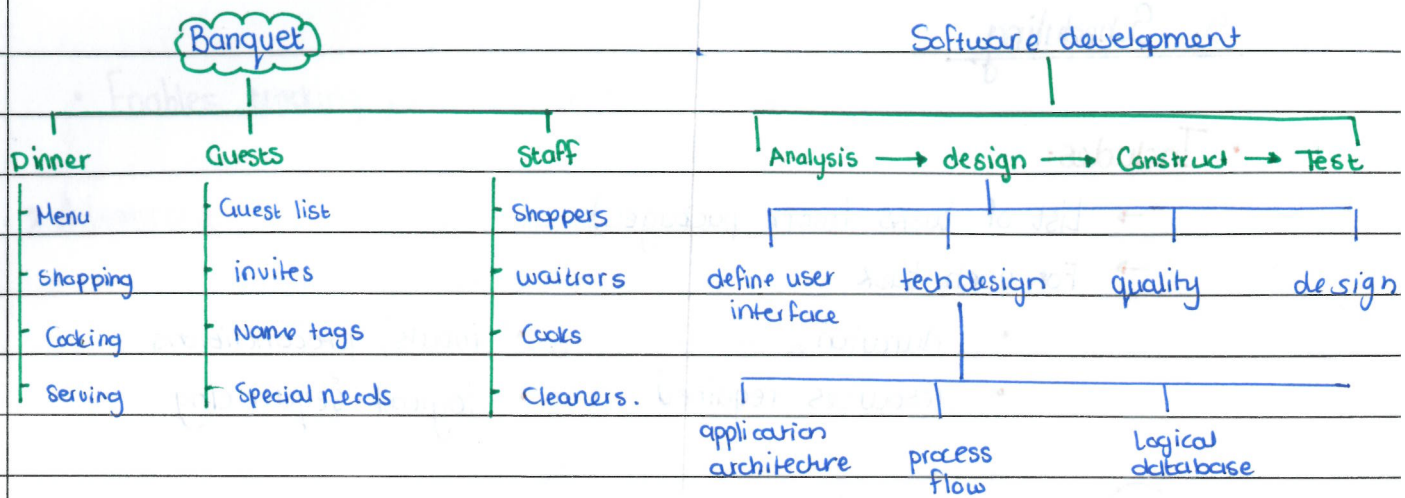 Banquet
Dinner Guests Staff
Menu Guest list Shoppers
Shopping invites waitrors
Cooking Name tags Cooks
Serving Special needs Cleaners.
Software development
Analysis → design → Construct → Test
define user interface tech design quality design
application architecture process flow Logical database